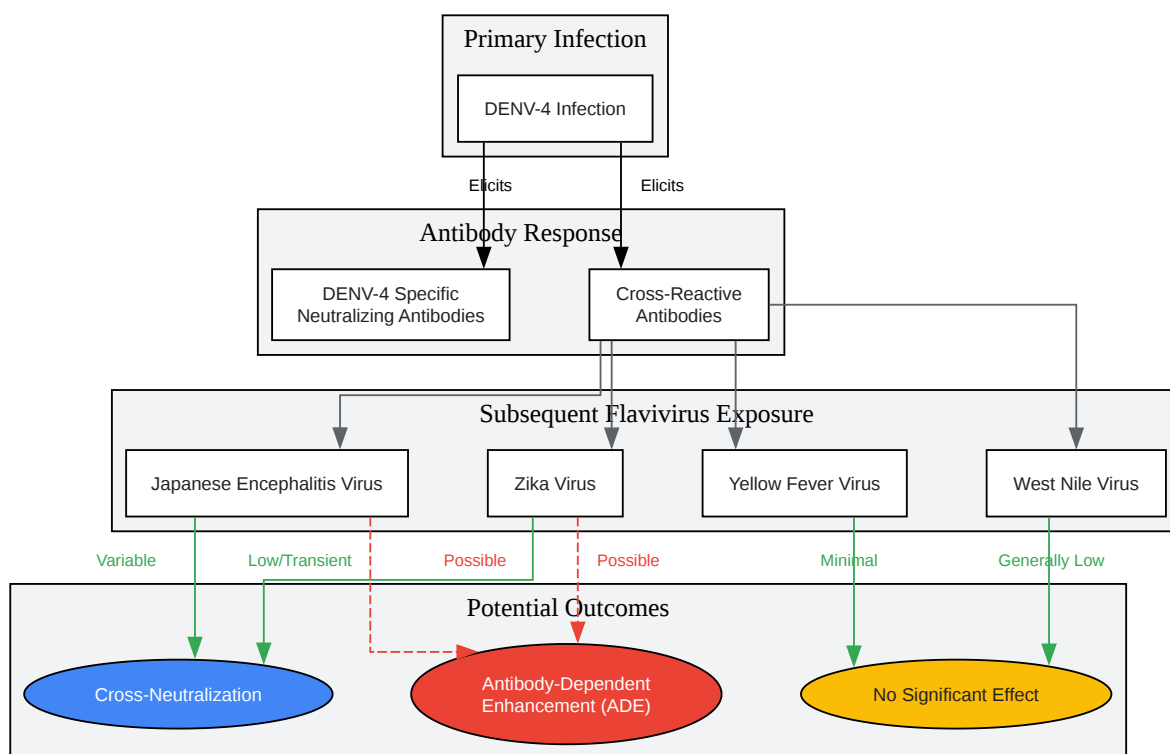 Primary Infection
DENV-4 Infection
Elicits
Elicits
Antibody Response
DENV-4 Specific
Neutralizing Antibodies
Cross-Reactive
Antibodies
Subsequent Flavivirus Exposure
Japanese Encephalitis Virus
Zika Virus
Yellow Fever Virus
West Nile Virus
Variable
Low/Transient
Possible
Possible
Minimal
Generally Low
Potential Outcomes
Cross-Neutralization
Antibody-Dependent
Enhancement (ADE)
No Significant Effect